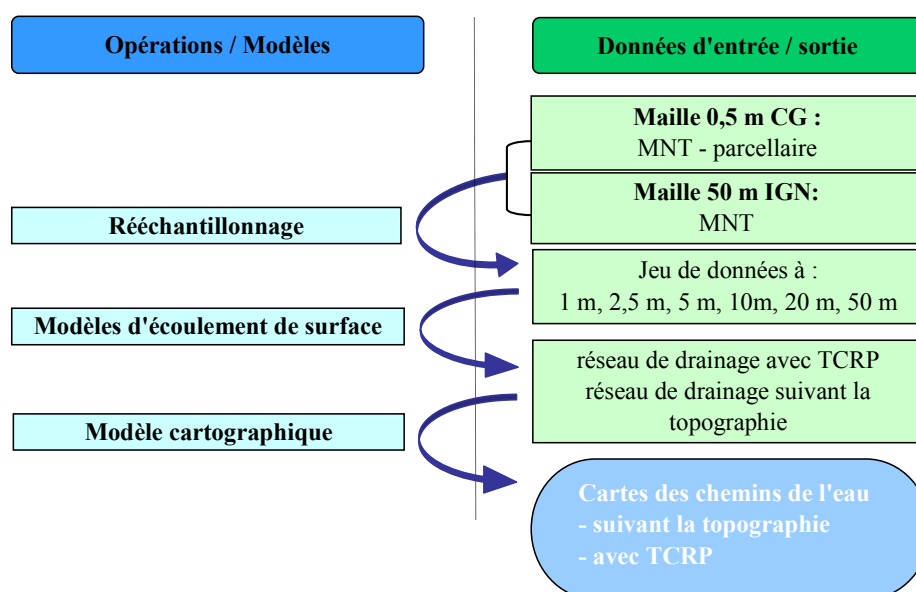 Opérations / Modèles
Données d'entrée / sortie
Maille 0,5 m CG :
MNT - parcellaire
Maille 50 m IGN:
MNT
Rééchantillonnage
Jeu de données à :
1 m, 2,5 m, 5 m, 10m, 20 m, 50 m
Modèles d'écoulement de surface
réseau de drainage avec TCRP
réseau de drainage suivant la
topographie
Modèle cartographique
Cartes des chemins de l'eau
- suivant la topographie
- avec TCRP